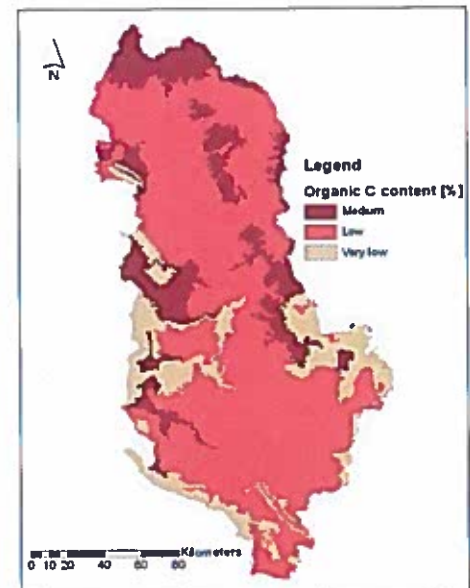 N
Legend
Organic C content [%]
Medium
Low
Very low
0 10 20 40 60 80 Kilometers